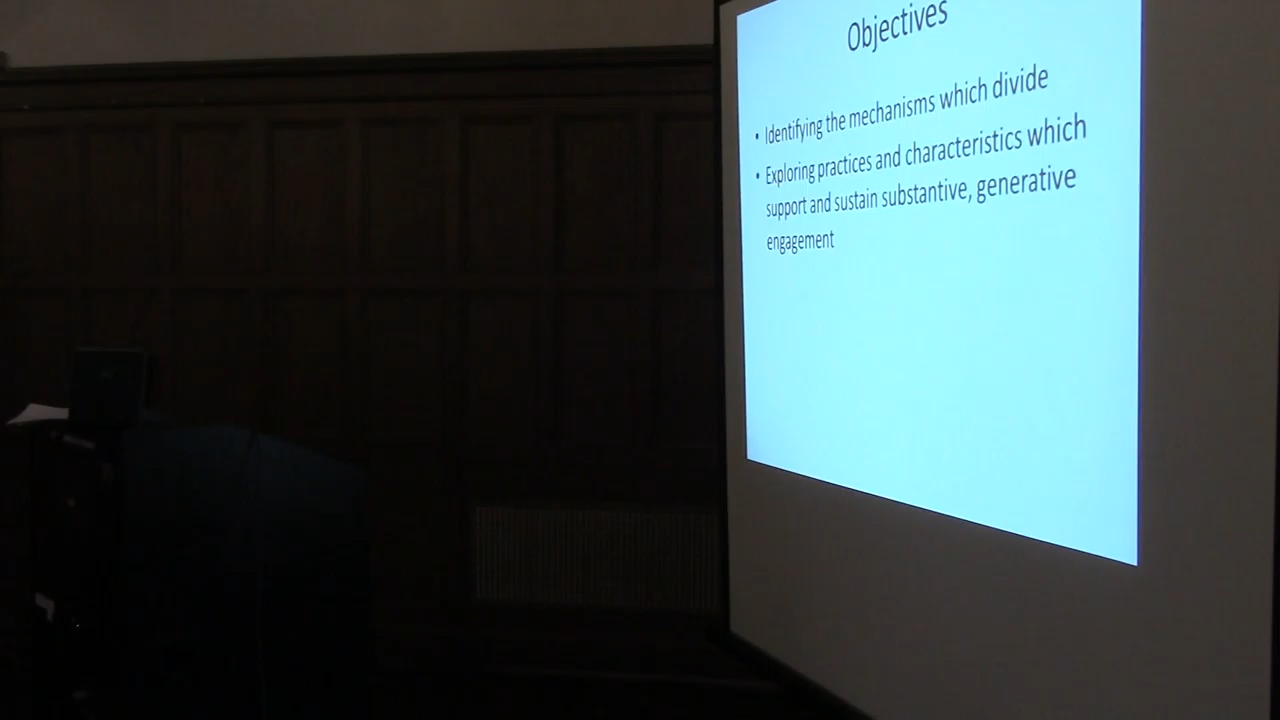 Objectives
• Identifying the mechanisms which divide
• Exploring practices and characteristics which
support and sustain substantive, generative
engagement